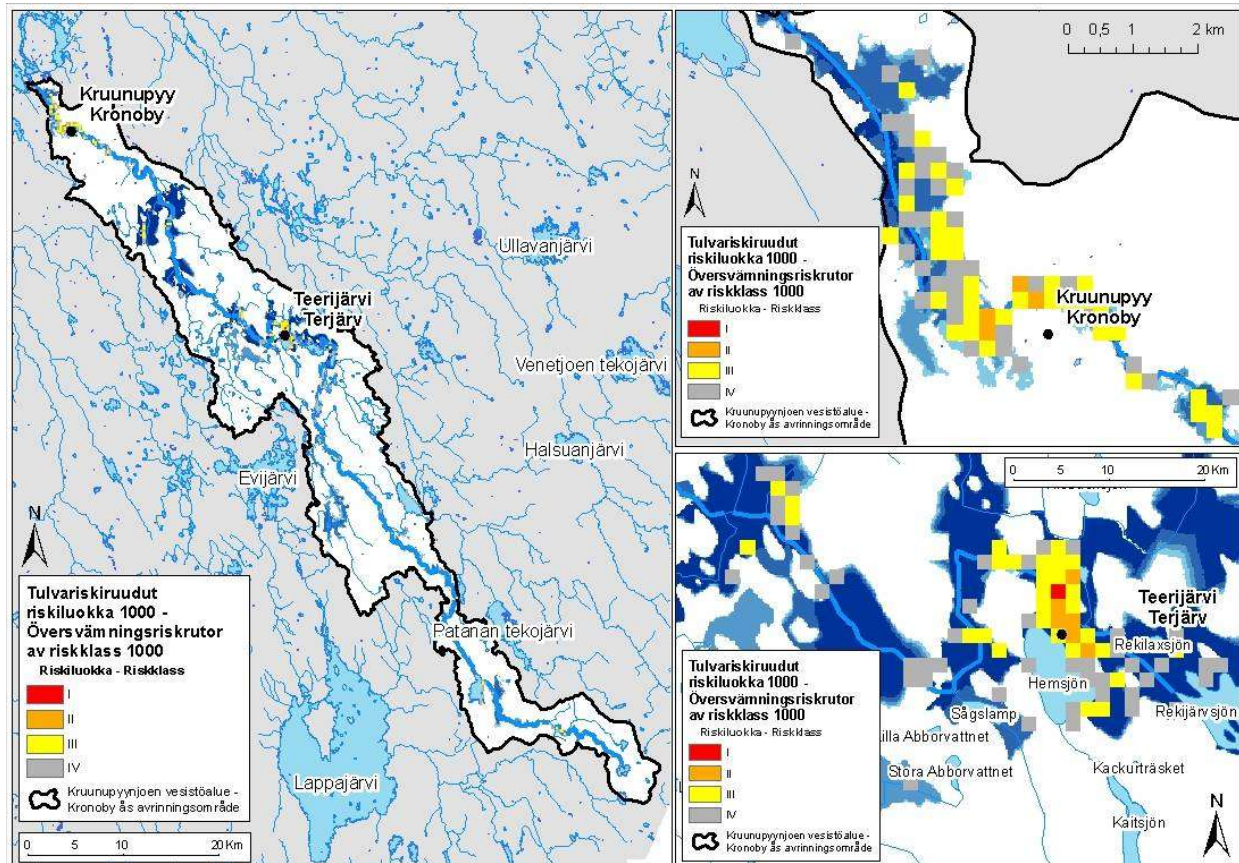 Kruunupyy
Kronoby
Ullavanjärvi
Teerijärvi
Terjärv
Venetjoen tekojärvi
Halsuanjärvi
Evijärvi
N
Patanan tekojärvi
Lappajärvi
Tulvariskiruudut
riskiluokka 1000 -
Översvämningsriskrutor
av riskklass 1000
Riskiluokka - Riskklass
I
II
III
IV
Kruunupyynjoen vesistöalue -
Kronoby ås avrinningsområde
0 5 10 20 Km
0 0,5 1 2 km
N
Kruunupyy
Kronoby
Tulvariskiruudut
riskiluokka 1000 -
Översvämningsriskrutor
av riskklass 1000
Riskiluokka - Riskklass
I
II
III
IV
Kruunupyynjoen vesistöalue -
Kronoby ås avrinningsområde
0 5 10 20 Km
Teerijärvi
Terjärv
Rekilaxsjön
Hemsjön
Rekijärvsjön
Sågslamp
Lilla Abborvattnet
Stora Abborvattnet
Kackurträsket
Kaitsjön
N
Tulvariskiruudut
riskiluokka 1000 -
Översvämningsriskrutor
av riskklass 1000
Riskiluokka - Riskklass
I
II
III
IV
Kruunupyynjoen vesistöalue -
Kronoby ås avrinningsområde